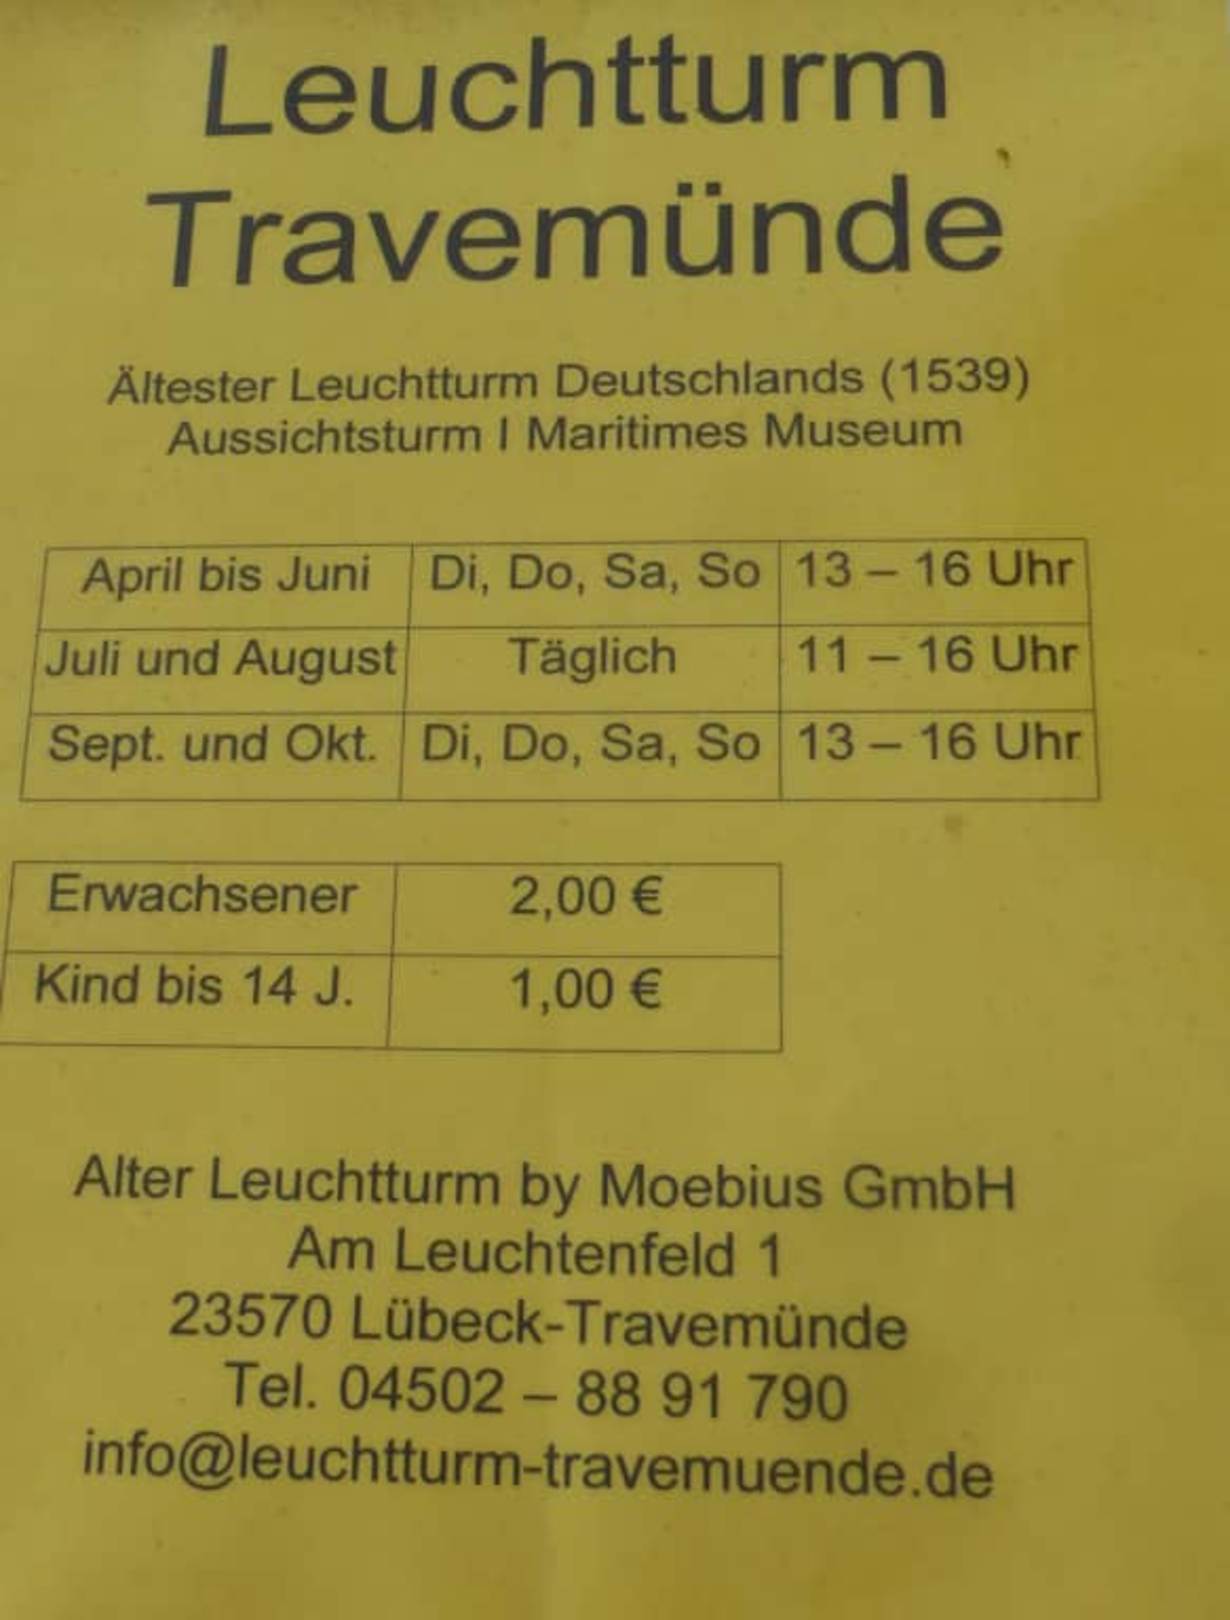 Leuchtturm
Travemünde
Ältester Leuchtturm Deutschlands (1539)
Aussichtsturm I Maritimes Museum
April bis Juni Di, Do, Sa, So 13 – 16 Uhr
Juli und August Täglich 11 – 16 Uhr
Sept. und Okt. Di, Do, Sa, So 13 – 16 Uhr
Erwachsener 2,00 €
Kind bis 14 J. 1,00 €
Alter Leuchtturm by Moebius GmbH
Am Leuchtenfeld 1
23570 Lübeck-Travemünde
Tel. 04502 – 88 91 790
info@leuchtturm-travemuende.de